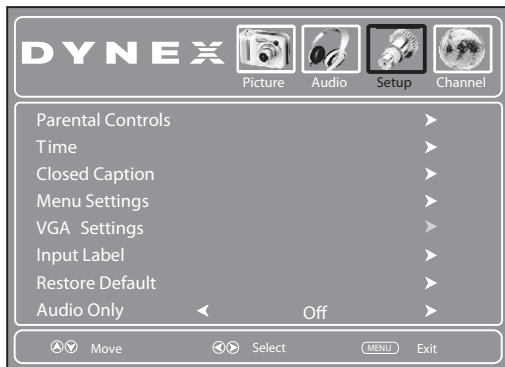 DYNEX
Picture Audio Setup Channel
Parental Controls
Time
Closed Caption
Menu Settings
VGA Settings
Input Label
Restore Default
Audio Only Off
Move Select MENU Exit